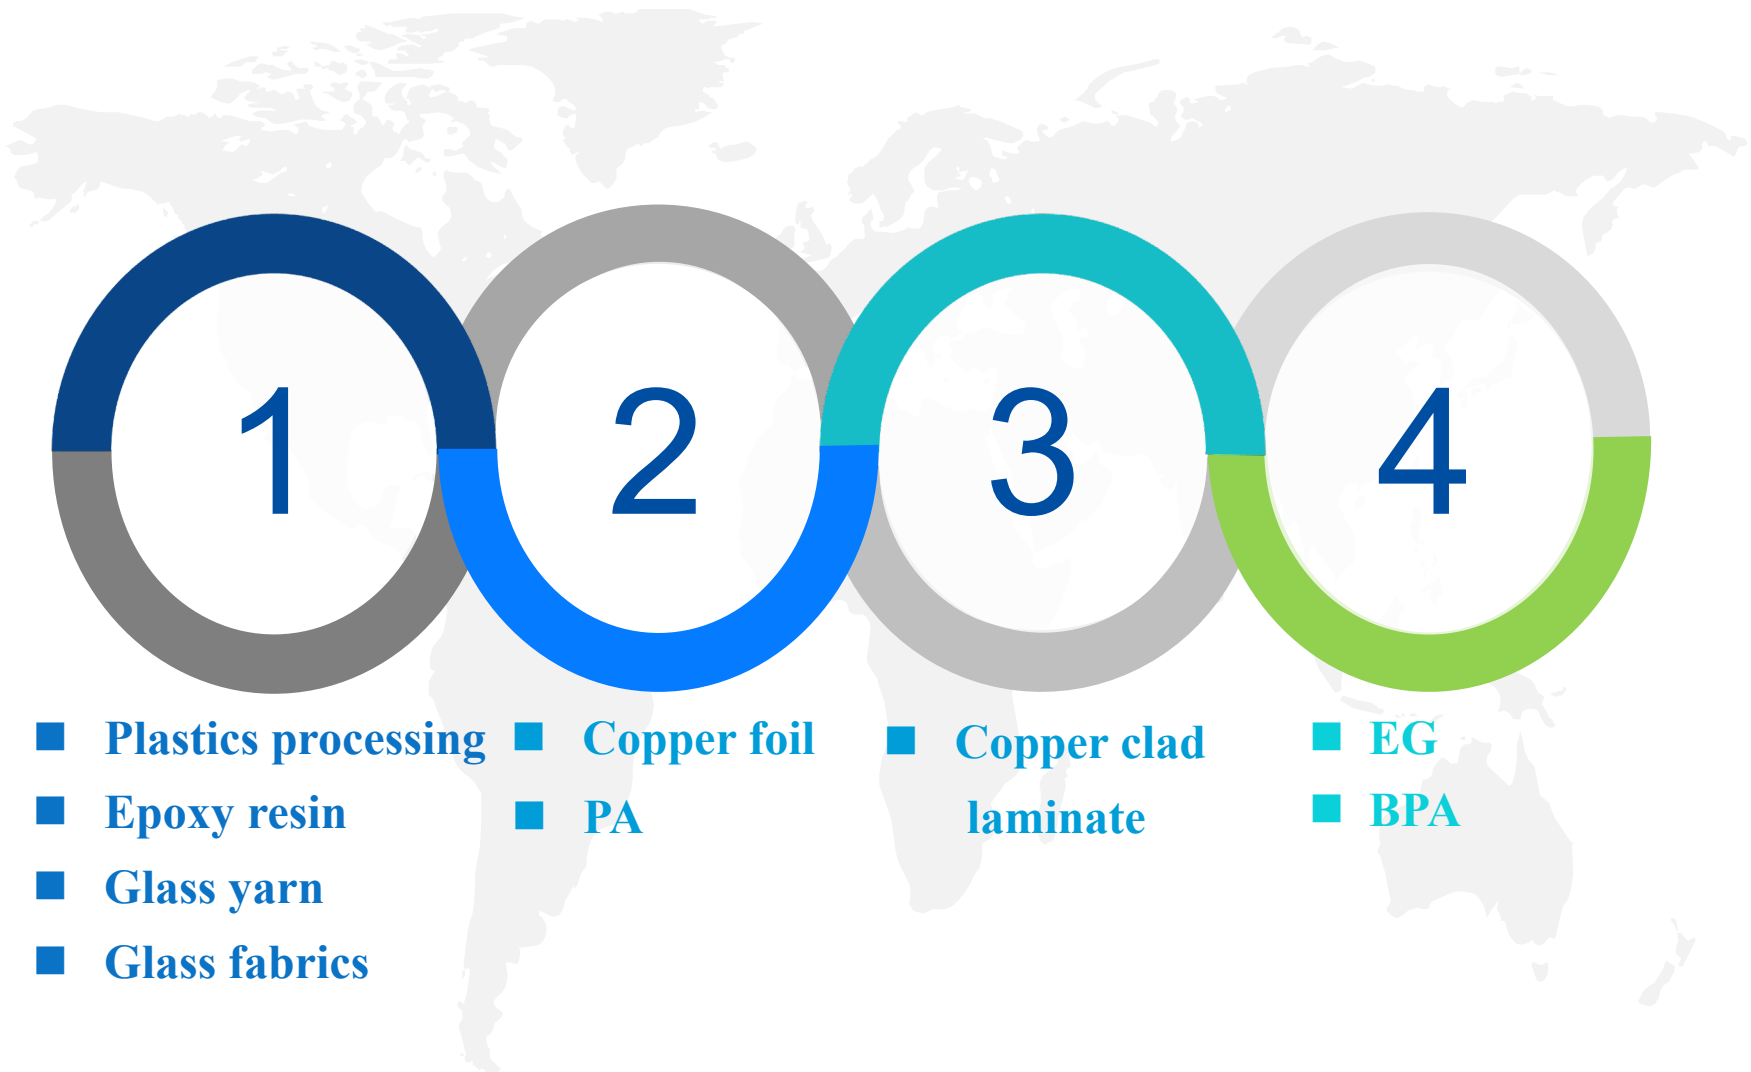 1
2
3
4
Plastics processing
Epoxy resin
Glass yarn
Glass fabrics
Copper foil
PA
Copper clad
laminate
EG
BPA